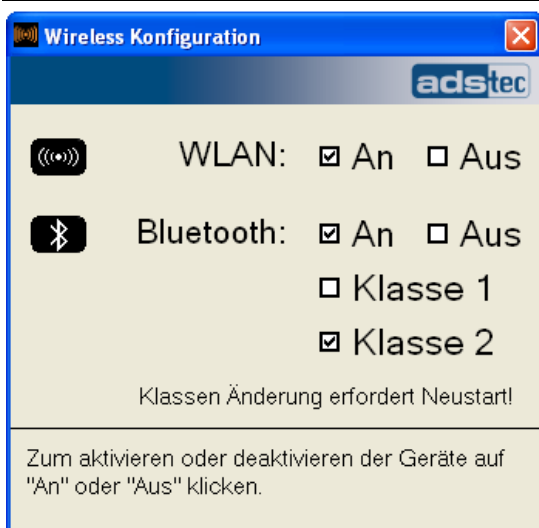 Wireless Konfiguration
adstec
WLAN: An Aus
Bluetooth: An Aus
Klasse 1
Klasse 2
Klassen Änderung erfordert Neustart!
Zum aktivieren oder deaktivieren der Geräte auf
"An" oder "Aus" klicken.